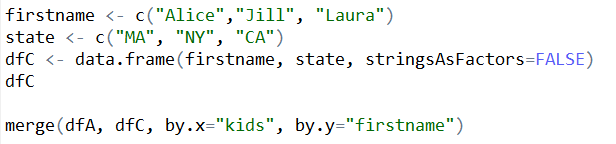 firstname <- c("Alice","Jill", "Laura")
state <- c("MA", "NY", "CA")
dfC <- data.frame(firstname, state, stringsAsFactors=FALSE)
dfC
merge(dfA, dfC, by.x="kids", by.y="firstname")